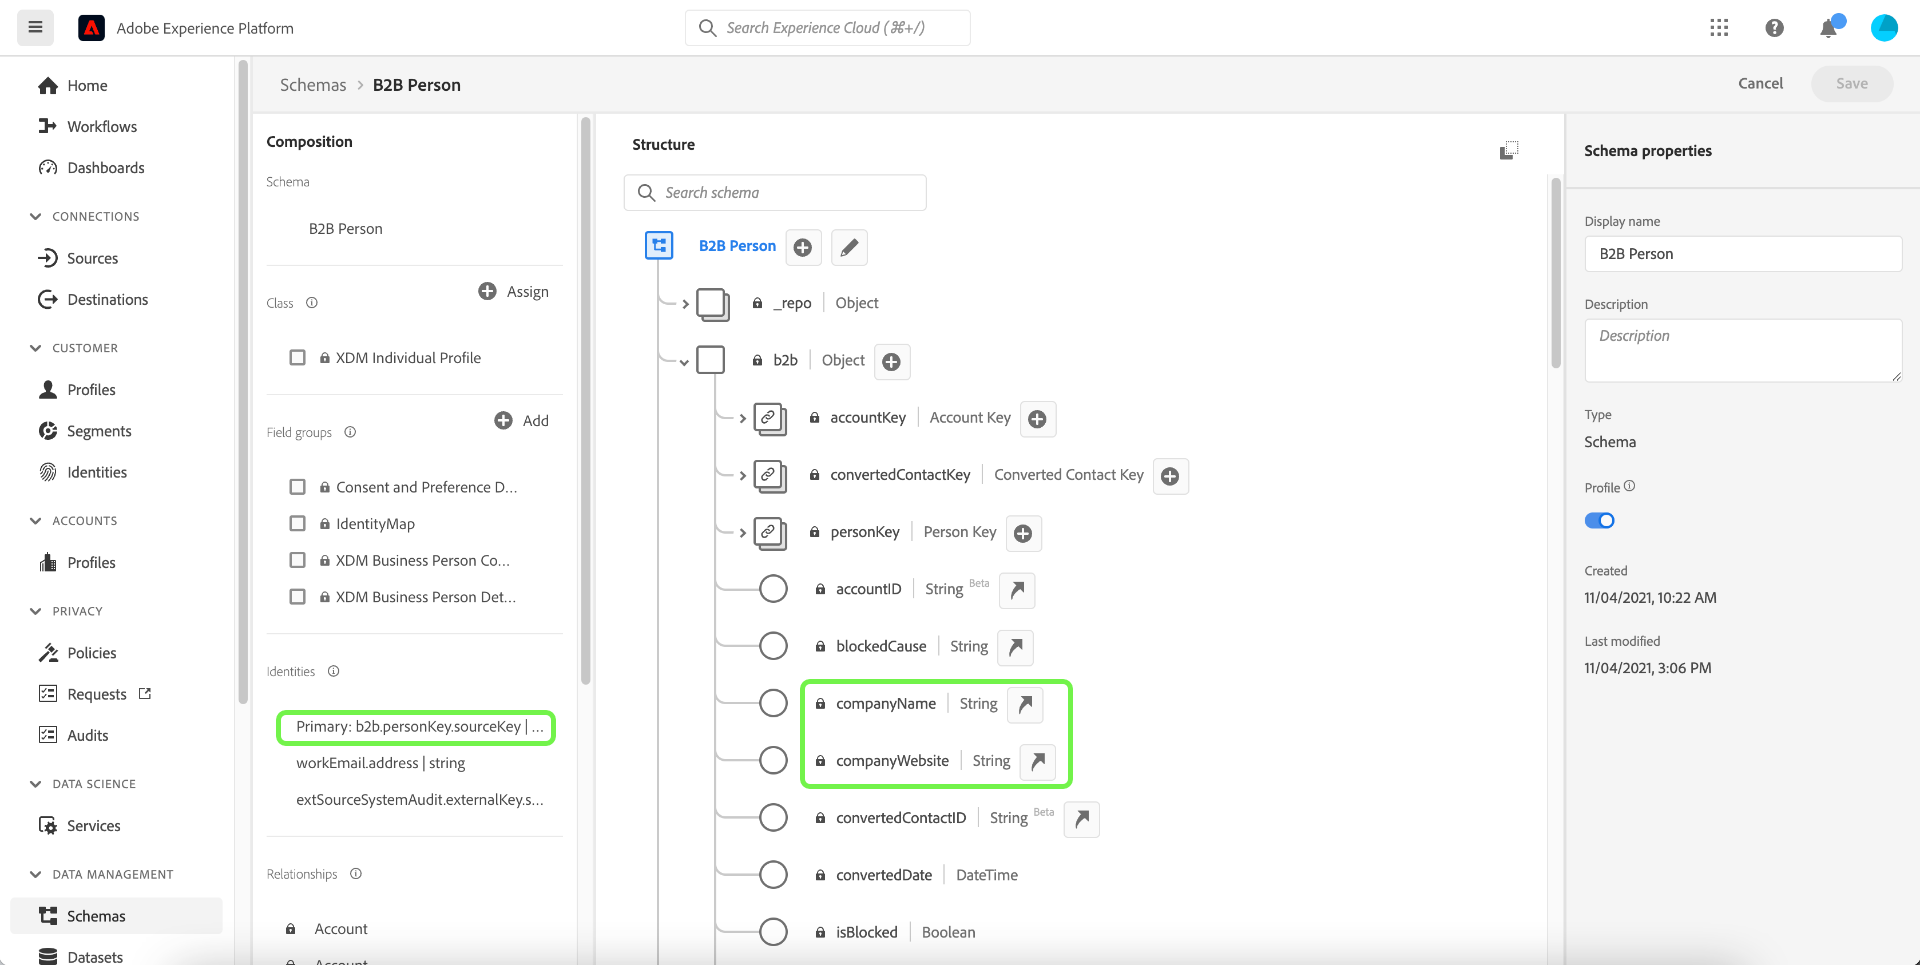 Adobe Experience Platform
Search Experience Cloud (⌘+/)
Home
Workflows
Dashboards
CONNECTIONS
Sources
Destinations
CUSTOMER
Profiles
Segments
Identities
ACCOUNTS
Profiles
PRIVACY
Policies
Requests
Audits
DATA SCIENCE
Services
DATA MANAGEMENT
Schemas
Datasets
Schemas > B2B Person
Cancel
Save
Composition
Schema
B2B Person
Class
Assign
XDM Individual Profile
Field groups
Add
Consent and Preference D...
IdentityMap
XDM Business Person Co...
XDM Business Person Det...
Identities
Primary: b2b.personKey.sourceKey | ...
workEmail.address | string
extSourceSystemAudit.externalKey.s...
Relationships
Account
Account
Structure
Search schema
B2B Person
_repo | Object
b2b | Object
accountKey | Account Key
convertedContactKey | Converted Contact Key
personKey | Person Key
accountID | String Beta
blockedCause | String
companyName | String
companyWebsite | String
convertedContactID | String Beta
convertedDate | DateTime
isBlocked | Boolean
Schema properties
Display name
B2B Person
Description
Description
Type
Schema
Profile
Created
11/04/2021, 10:22 AM
Last modified
11/04/2021, 3:06 PM